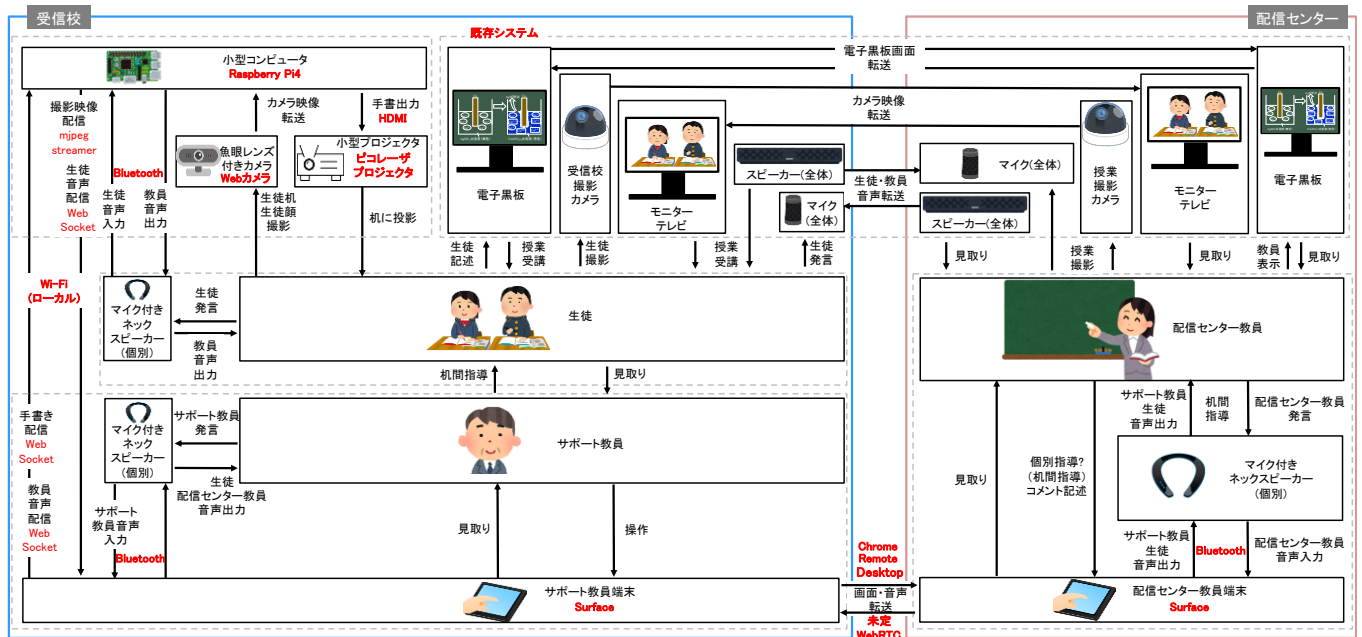 受信校
配信センター
既存システム
小型コンピュータ
Raspberry Pi4
撮影映像
配信
mjpeg
streamer
生徒
音声
配信
Web
Socket
生徒
音声
入力
Bluetooth
教員
音声
出力
カメラ映像
転送
手書出力
HDMI
魚眼レンズ
付きカメラ
Webカメラ
小型プロジェクタ
ピコレーザ
プロジェクタ
生徒机
生徒顔
撮影
机に投影
電子黒板
受信校
撮影
カメラ
モニター
テレビ
スピーカー(全体)
マイク
(全体)
電子黒板画面
転送
カメラ映像
転送
生徒・教員
音声転送
マイク(全体)
スピーカー(全体)
授業
撮影
カメラ
モニター
テレビ
電子黒板
生徒
記述
授業
受講
生徒
撮影
授業
受講
生徒
発言
見取り
授業
撮影
見取り
教員
表示
見取り
Wi-Fi
(ローカル)
マイク付き
ネック
スピーカー
(個別)
生徒
発言
教員
音声
出力
生徒
配信センター教員
机間指導
見取り
手書き
配信
Web
Socket
教員
音声
配信
Web
Socket
マイク付き
ネック
スピーカー
(個別)
サポート教員
発言
生徒
配信センター教員
音声出力
サポート教員
サポート
教員音声
入力
Bluetooth
見取り
操作
サポート教員端末
Surface
Chrome
Remote
Desktop
画面・音声
転送
未定
WebRTC
見取り
個別指導?
(机間指導)
コメント記述
サポート教員
生徒
音声出力
机間
指導
配信センター教員
発言
マイク付き
ネックスピーカー
(個別)
サポート教員
生徒
音声出力
Bluetooth
配信センター教員
音声入力
配信センター教員端末
Surface